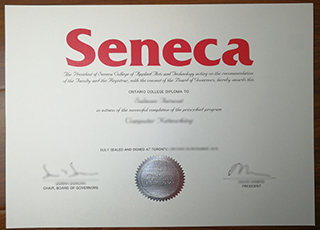 Seneca
The President of Seneca College of Applied Arts and Technology acting on the recommendation
of the Faculty and the Registrar, with the consent of the Board of Governors, hereby awards this
ONTARIO COLLEGE DIPLOMA TO
in witness of the successful completion of the prescribed program
Computer Networking
DULY SEALED AND SIGNED AT TORONTO
CHAIR, BOARD OF GOVERNORS
PRESIDENT